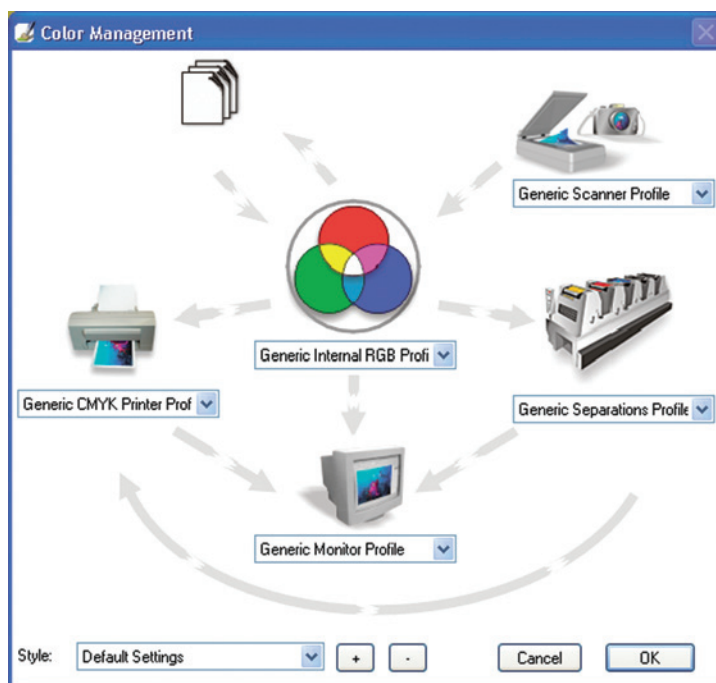 Color Management
Generic Scanner Profile
Generic Internal RGB Profi
Generic CMYK Printer Prof
Generic Separations Profile
Generic Monitor Profile
Style: Default Settings + - Cancel OK